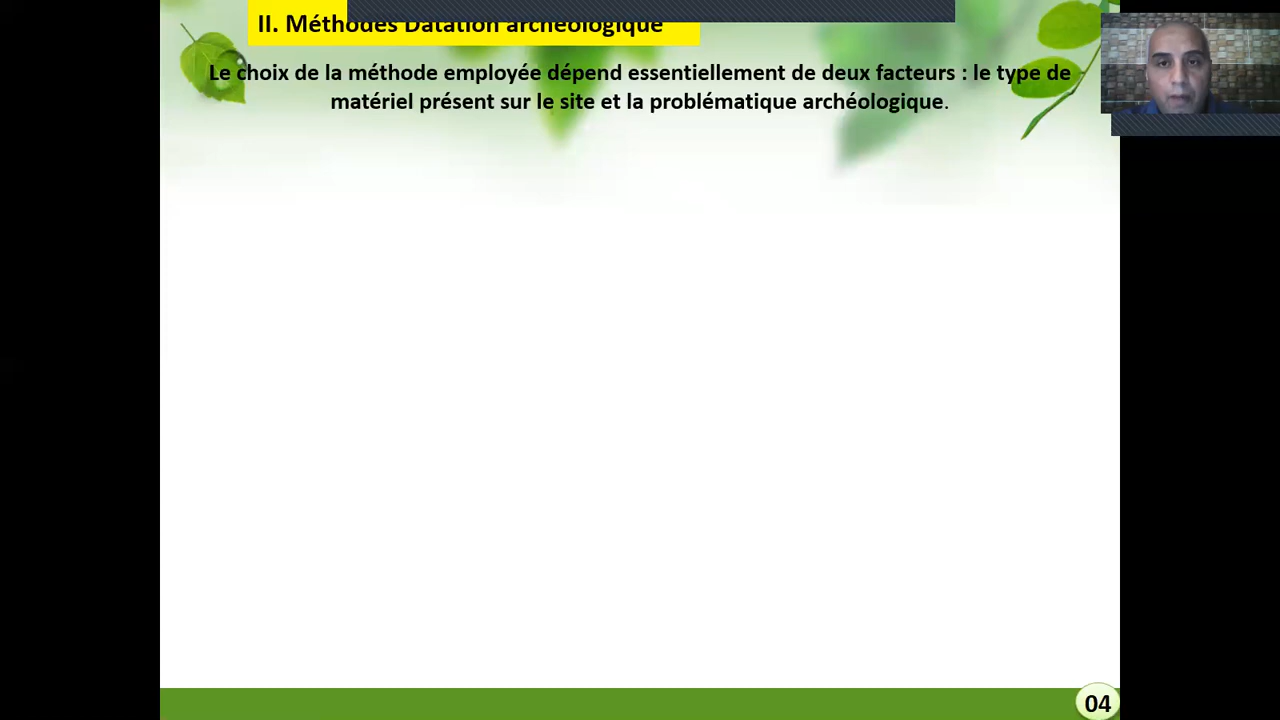 II. Méthodes Datation archéologique
Le choix de la méthode employée dépend essentiellement de deux facteurs : le type de
matériel présent sur le site et la problématique archéologique.
04